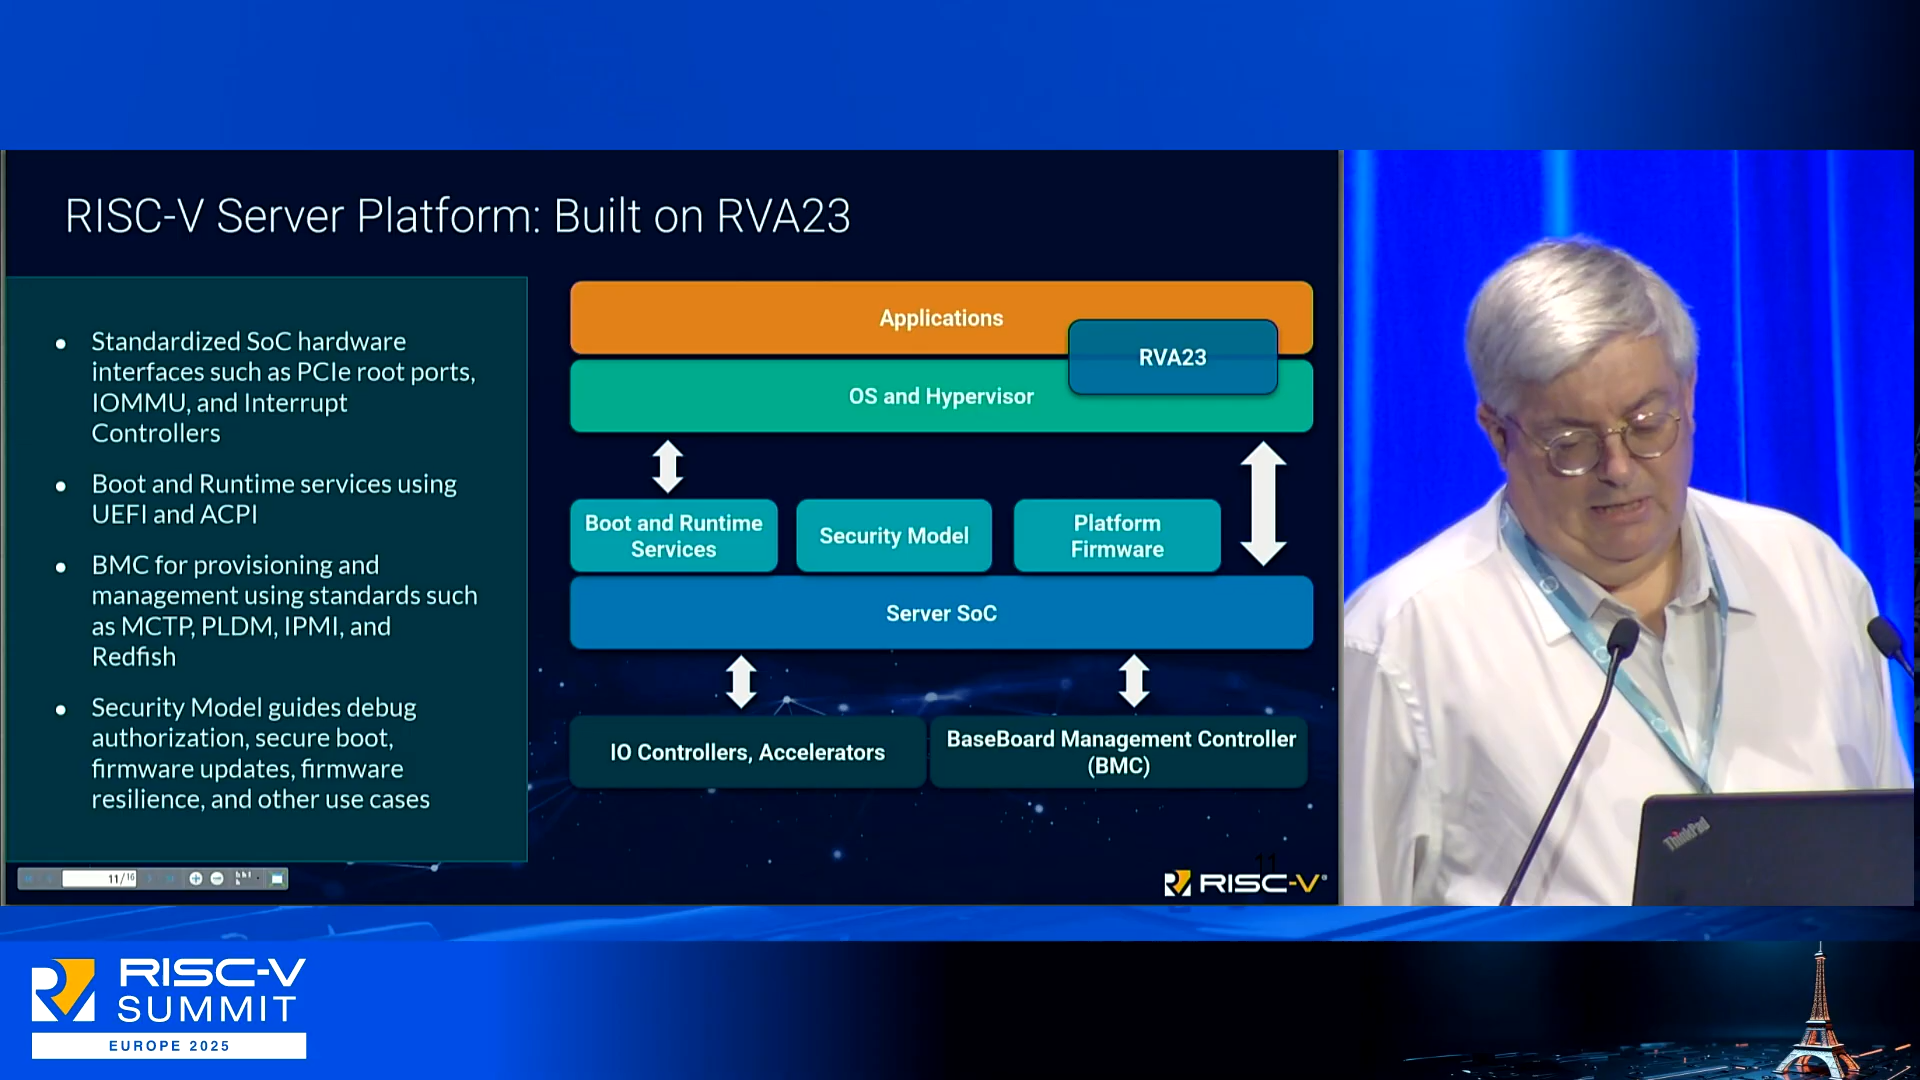 RISC-V Server Platform: Built on RVA23
• Standardized SoC hardware
interfaces such as PCIe root ports,
IOMMU, and Interrupt
Controllers
• Boot and Runtime services using
UEFI and ACPI
• BMC for provisioning and
management using standards such
as MCTP, PLDM, IPMI, and
Redfish
• Security Model guides debug
authorization, secure boot,
firmware updates, firmware
resilience, and other use cases
Applications
RVA23
OS and Hypervisor
Boot and Runtime
Services
Security Model
Platform
Firmware
Server SoC
IO Controllers, Accelerators
BaseBoard Management Controller
(BMC)
11/16
11
RISC-V®
ThinkPad
RISC-V
SUMMIT
EUROPE 2025